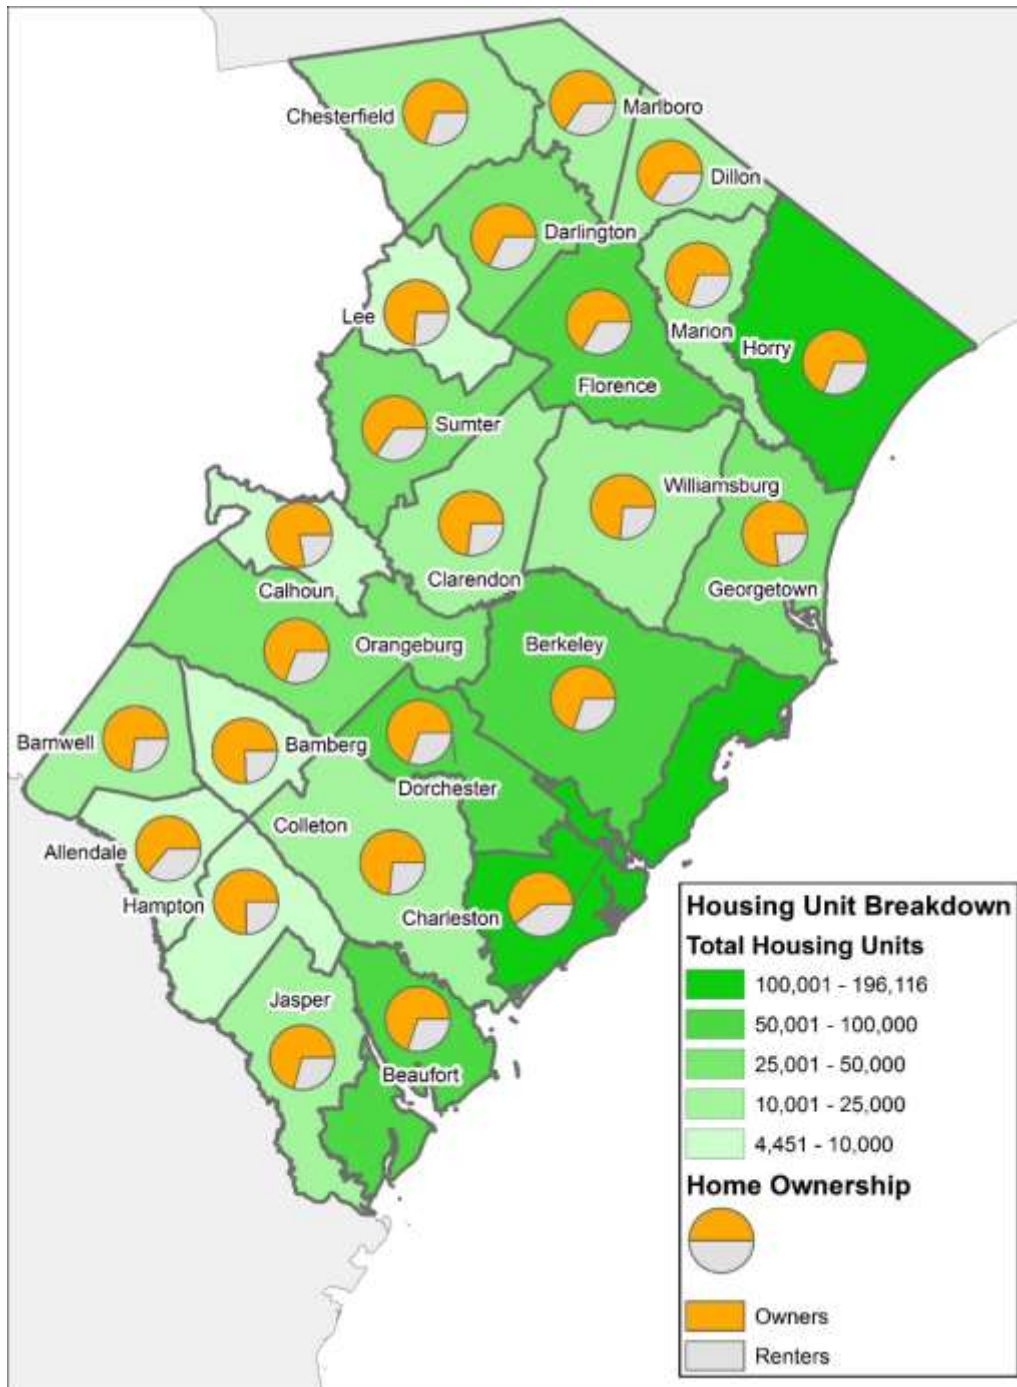 Chesterfield
Marlboro
Dillon
Darlington
Lee
Marion
Horry
Florence
Sumter
Williamsburg
Clarendon
Calhoun
Georgetown
Orangeburg
Berkeley
Barnwell
Bamberg
Dorchester
Colleton
Allendale
Hampton
Charleston
Jasper
Beaufort
Housing Unit Breakdown
Total Housing Units
100,001 - 196,116
50,001 - 100,000
25,001 - 50,000
10,001 - 25,000
4,451 - 10,000
Home Ownership
Owners
Renters